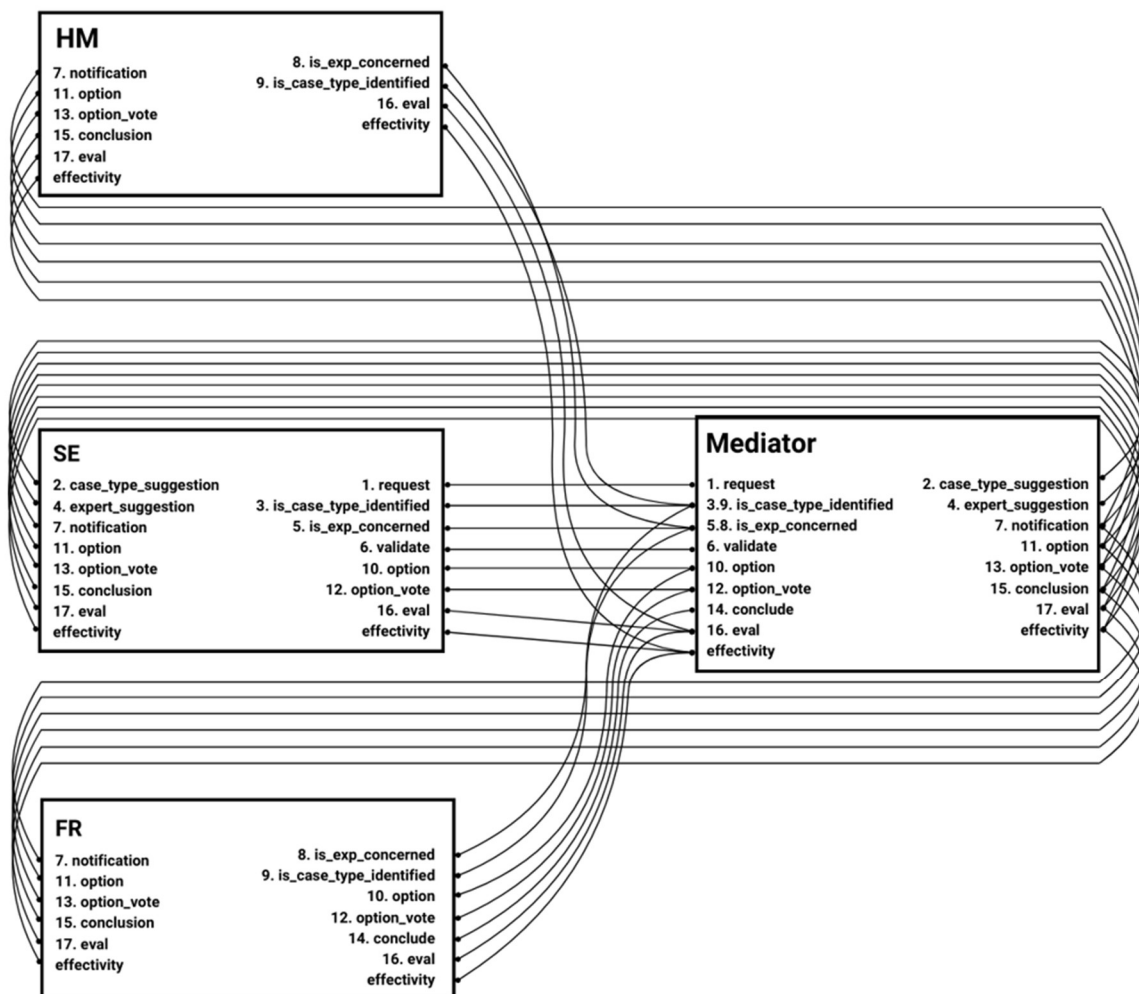 HM
7. notification
11. option
13. option_vote
15. conclusion
17. eval
effectivity
8. is_exp_concerned
9. is_case_type_identified
16. eval
effectivity
SE
2. case_type_suggestion
4. expert_suggestion
7. notification
11. option
13. option_vote
15. conclusion
17. eval
effectivity
1. request
3. is_case_type_identified
5. is_exp_concerned
6. validate
10. option
12. option_vote
16. eval
effectivity
Mediator
1. request
3.9. is_case_type_identified
5.8. is_exp_concerned
6. validate
10. option
12. option_vote
14. conclude
16. eval
effectivity
2. case_type_suggestion
4. expert_suggestion
7. notification
11. option
13. option_vote
15. conclusion
17. eval
effectivity
FR
7. notification
11. option
13. option_vote
15. conclusion
17. eval
effectivity
8. is_exp_concerned
9. is_case_type_identified
10. option
12. option_vote
14. conclude
16. eval
effectivity